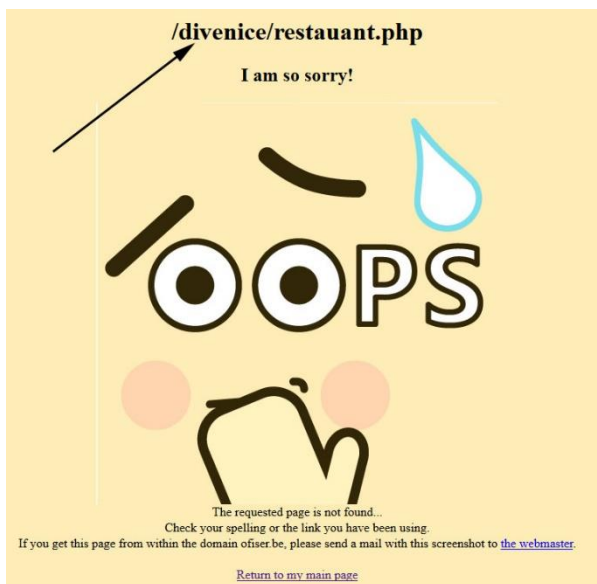 /divenice/restauant.php
I am so sorry!
OOPS
The requested page is not found...
Check your spelling or the link you have been using.
If you get this page from within the domain ofiser.be, please send a mail with this screenshot to the webmaster.
Return to my main page